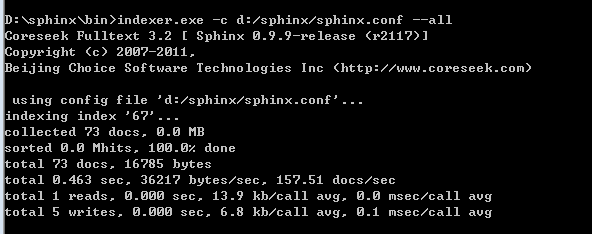 D:\sphinx\bin>indexer.exe -c d:/sphinx/sphinx.conf --all
Coreseek Fulltext 3.2 [ Sphinx 0.9.9-release (r2117)]
Copyright (c) 2007-2011,
Beijing Choice Software Technologies Inc (http://www.coreseek.com)
using config file 'd:/sphinx/sphinx.conf'...
indexing index '67'...
collected 73 docs, 0.0 MB
sorted 0.0 Mhits, 100.0% done
total 73 docs, 16785 bytes
total 0.463 sec, 36217 bytes/sec, 157.51 docs/sec
total 1 reads, 0.000 sec, 13.9 kb/call avg, 0.0 msec/call avg
total 5 writes, 0.000 sec, 6.8 kb/call avg, 0.1 msec/call avg